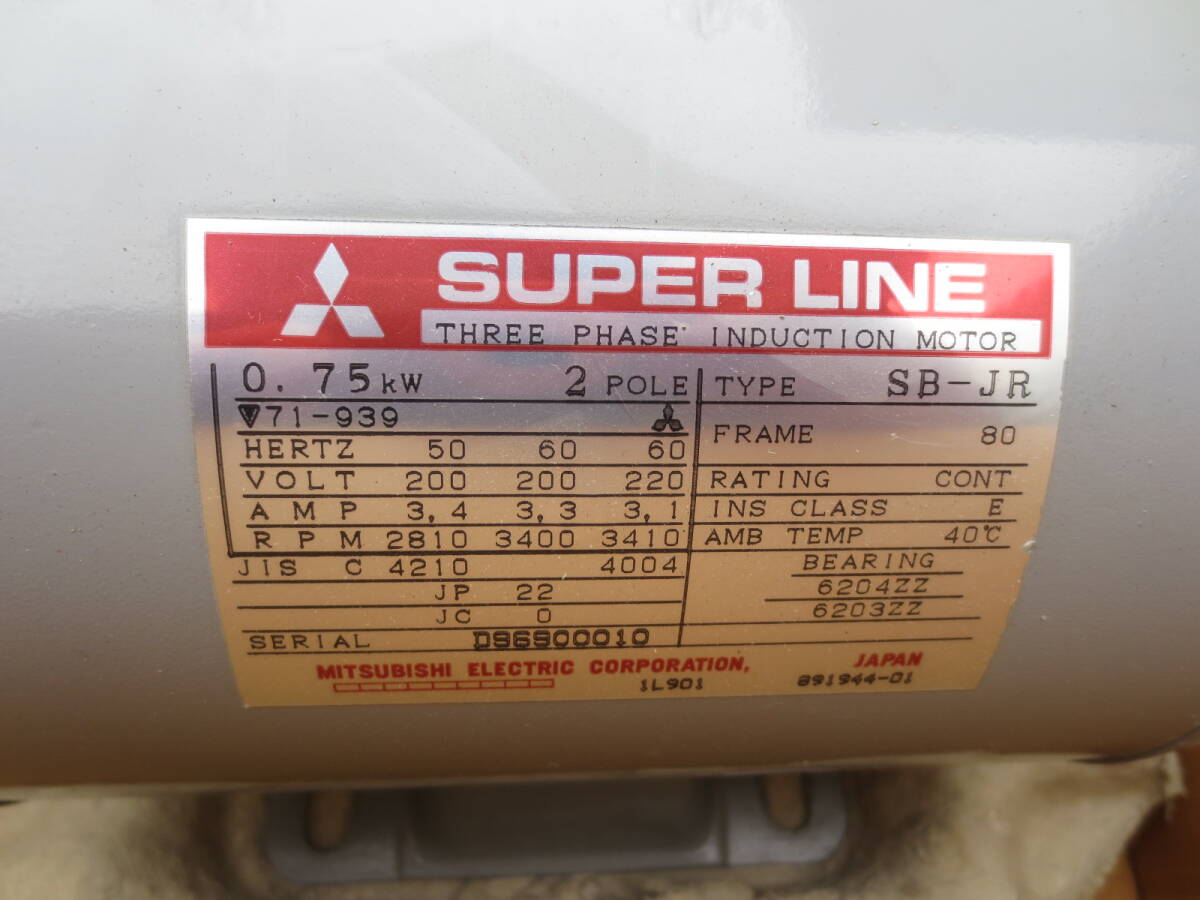 SUPER LINE
THREE PHASE INDUCTION MOTOR
0.75kW 2 POLE
71-939
HERTZ 50 60 60
VOLT 200 200 220
AMP 3,4 3,3 3,1
RPM 2810 3400 3410
JIS C 4210 4004
JP 22
JC 0
SERIAL D96900010
TYPE SB-JR
FRAME 80
RATING CONT
INS CLASS E
AMB TEMP 40℃
BEARING
6204ZZ
6203ZZ
MITSUBISHI ELECTRIC CORPORATION, JAPAN
1L901 891944-01